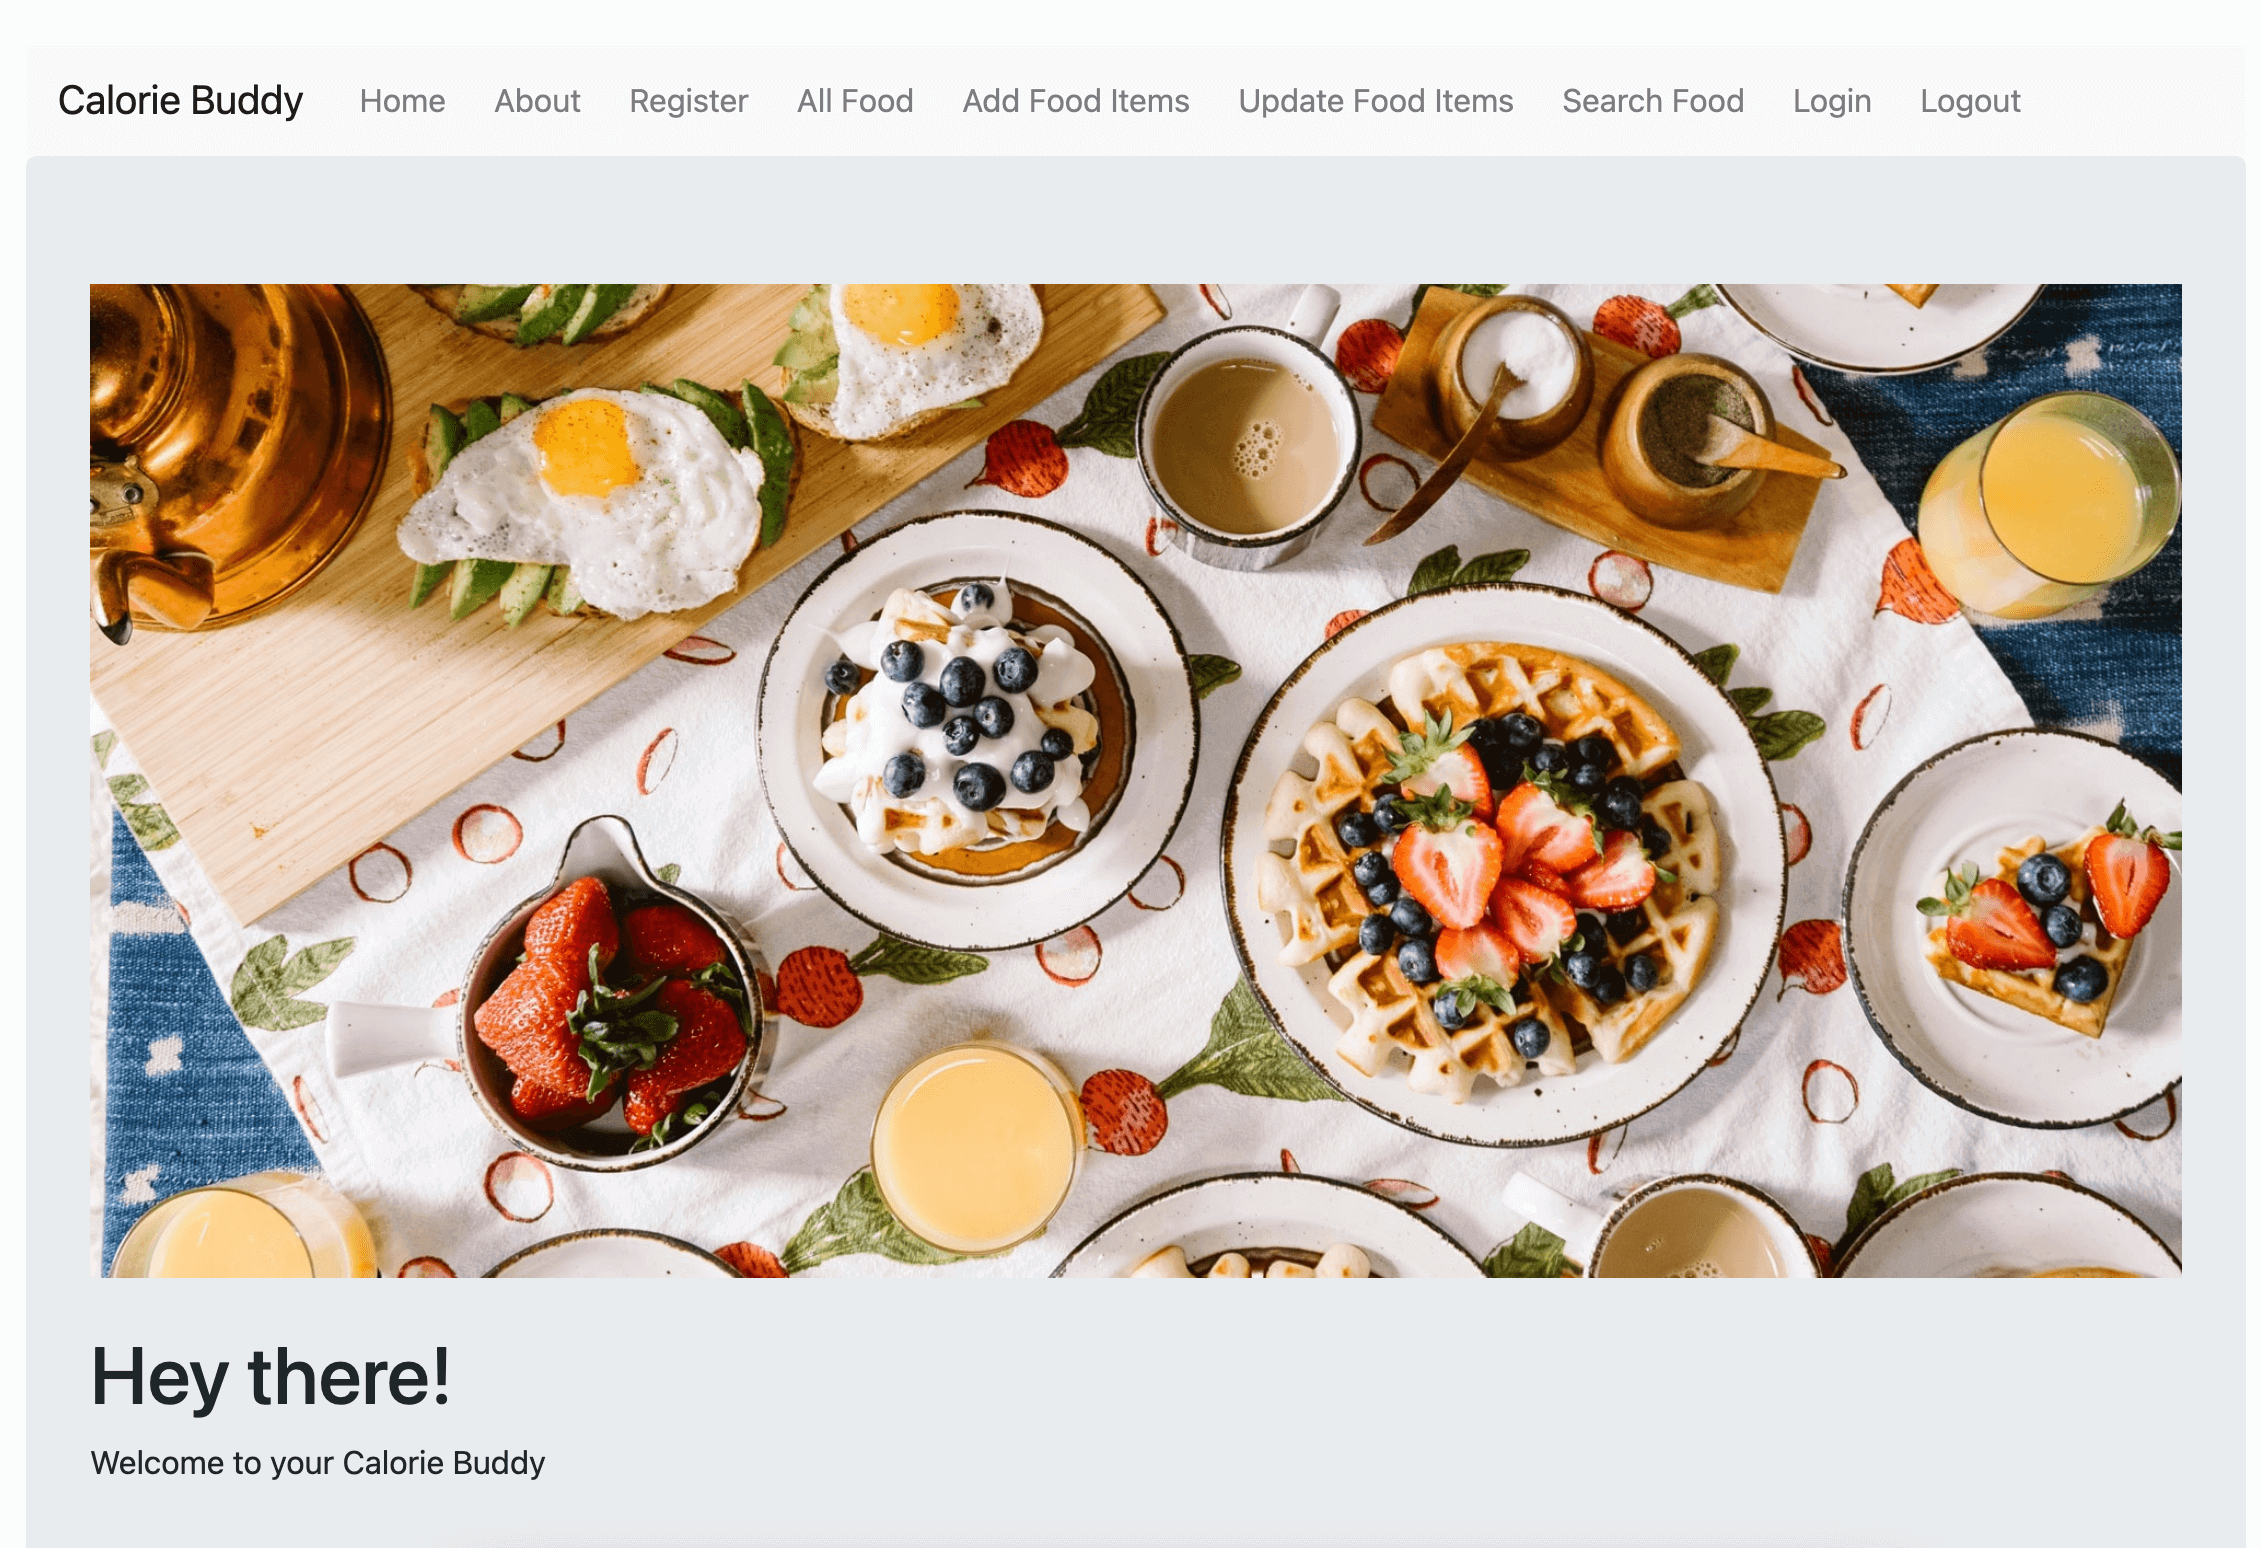 Calorie Buddy Home About Register All Food Add Food Items Update Food Items Search Food Login Logout
Hey there!
Welcome to your Calorie Buddy